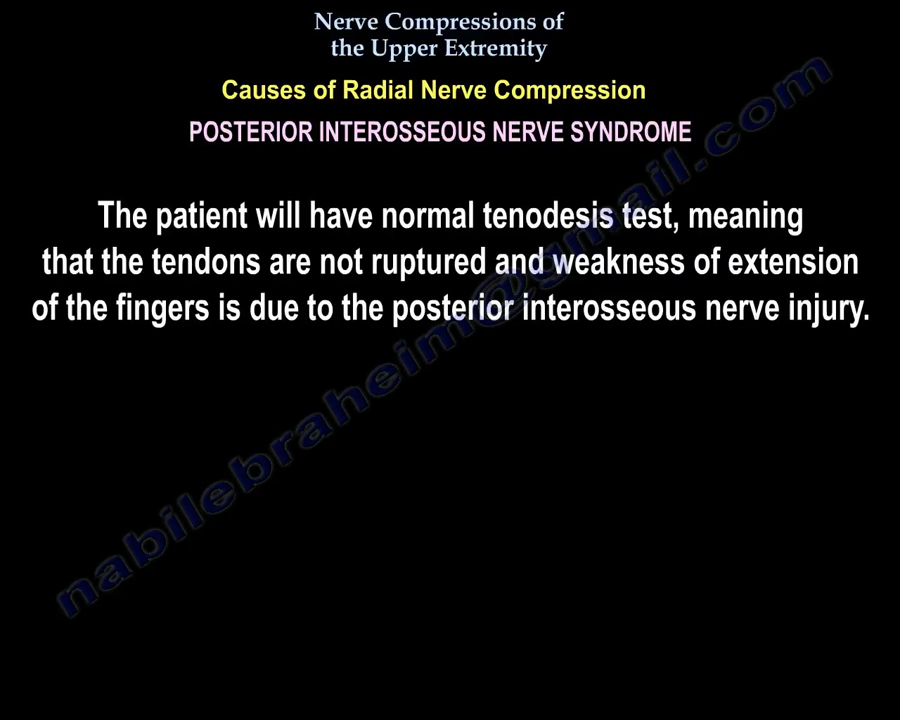 Nerve Compressions of
the Upper Extremity
Causes of Radial Nerve Compression
POSTERIOR INTEROSSEOUS NERVE SYNDROME
The patient will have normal tenodesis test, meaning
that the tendons are not ruptured and weakness of extension
of the fingers is due to the posterior interosseous nerve injury.
nabilebraheim@gmail.com